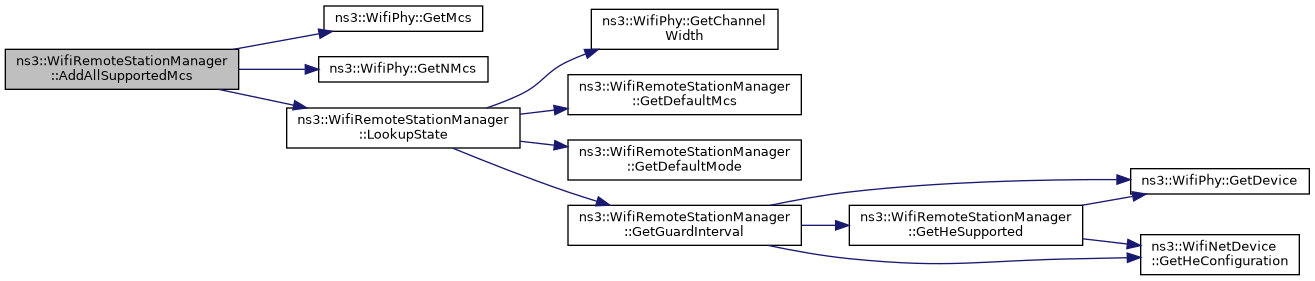 ns3::WifiRemoteStationManager
::AddAllSupportedMcs
ns3::WifiPhy::GetMcs
ns3::WifiPhy::GetNMcs
ns3::WifiRemoteStationManager
::LookupState
ns3::WifiPhy::GetChannel
Width
ns3::WifiRemoteStationManager
::GetDefaultMcs
ns3::WifiRemoteStationManager
::GetDefaultMode
ns3::WifiRemoteStationManager
::GetGuardInterval
ns3::WifiRemoteStationManager
::GetHeSupported
ns3::WifiPhy::GetDevice
ns3::WifiNetDevice
::GetHeConfiguration